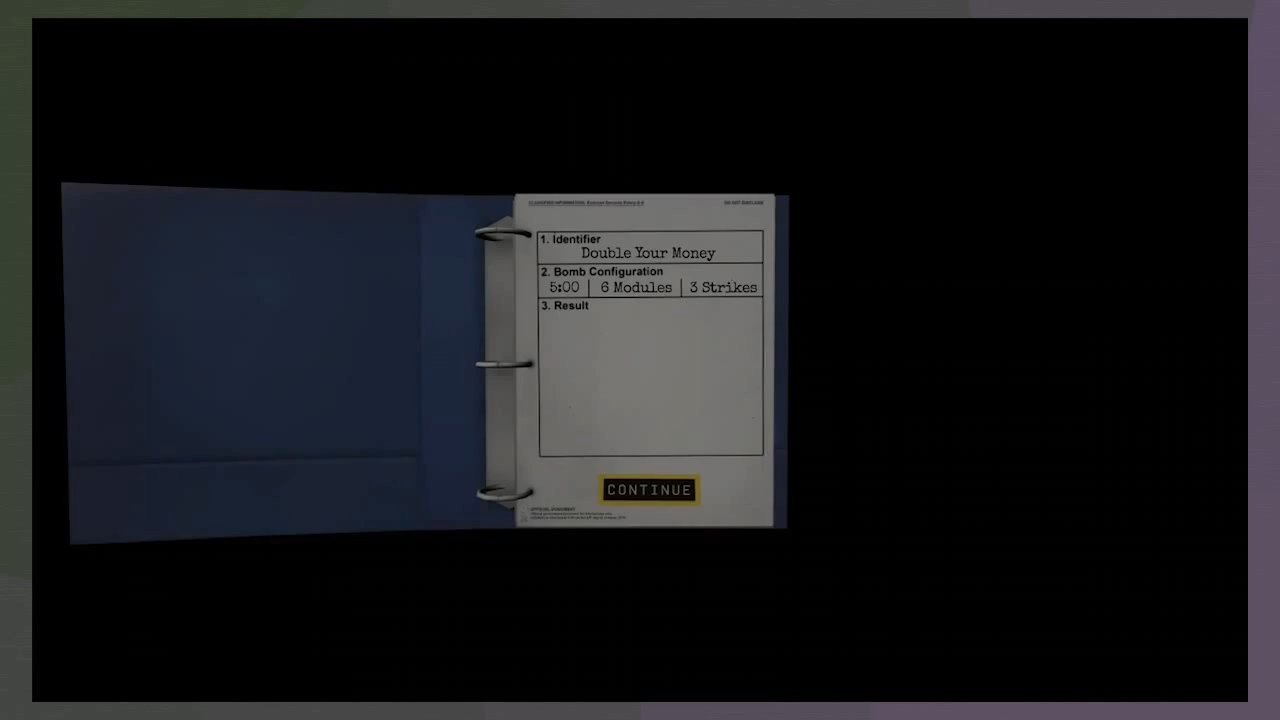 1. Identifier
Double Your Money
2. Bomb Configuration
5:00 6 Modules 3 Strikes
3. Result
CONTINUE